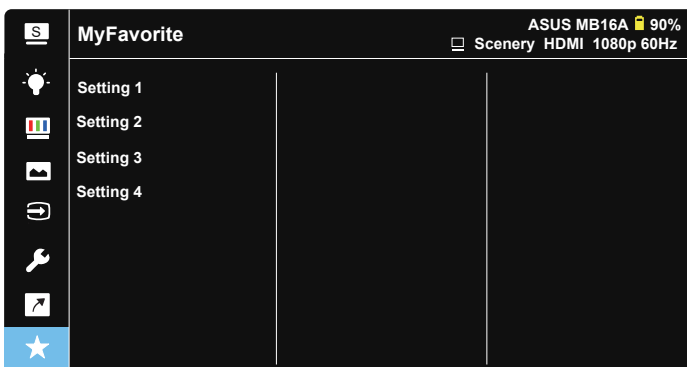 S
MyFavorite
ASUS MB16A 90%
Scenery HDMI 1080p 60Hz
Setting 1
Setting 2
Setting 3
Setting 4